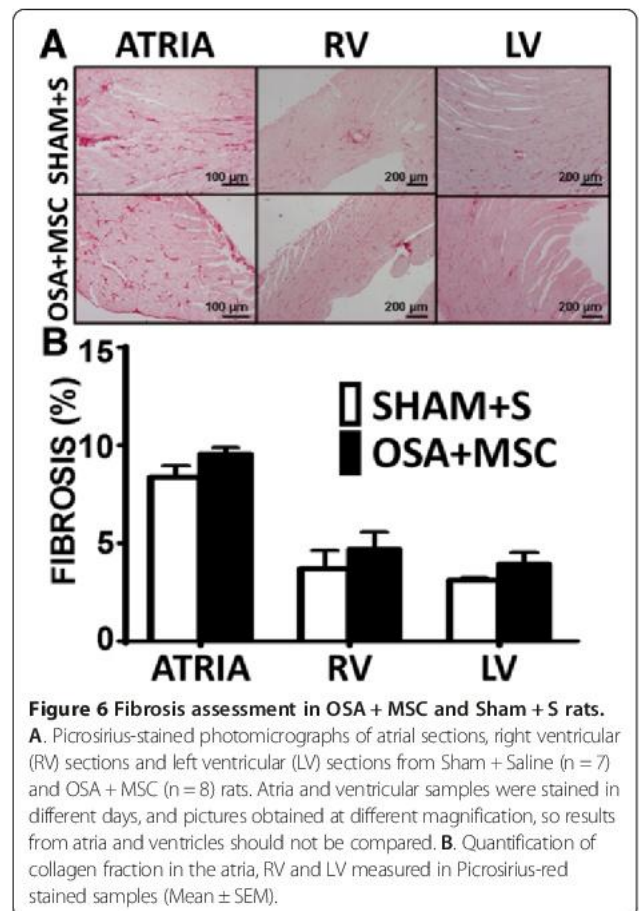 A ATRIA RV LV
SHAM+S
100 µm 200 µm 200 µm
OSA+MSC
100 µm 200 µm 200 µm
B
15
10
5
0
FIBROSIS (%)
SHAM+S
OSA+MSC
ATRIA RV LV
Figure 6 Fibrosis assessment in OSA + MSC and Sham + S rats.
A. Picrosirius-stained photomicrographs of atrial sections, right ventricular
(RV) sections and left ventricular (LV) sections from Sham + Saline (n = 7)
and OSA + MSC (n = 8) rats. Atria and ventricular samples were stained in
different days, and pictures obtained at different magnification, so results
from atria and ventricles should not be compared. B. Quantification of
collagen fraction in the atria, RV and LV measured in Picrosirius-red
stained samples (Mean ± SEM).